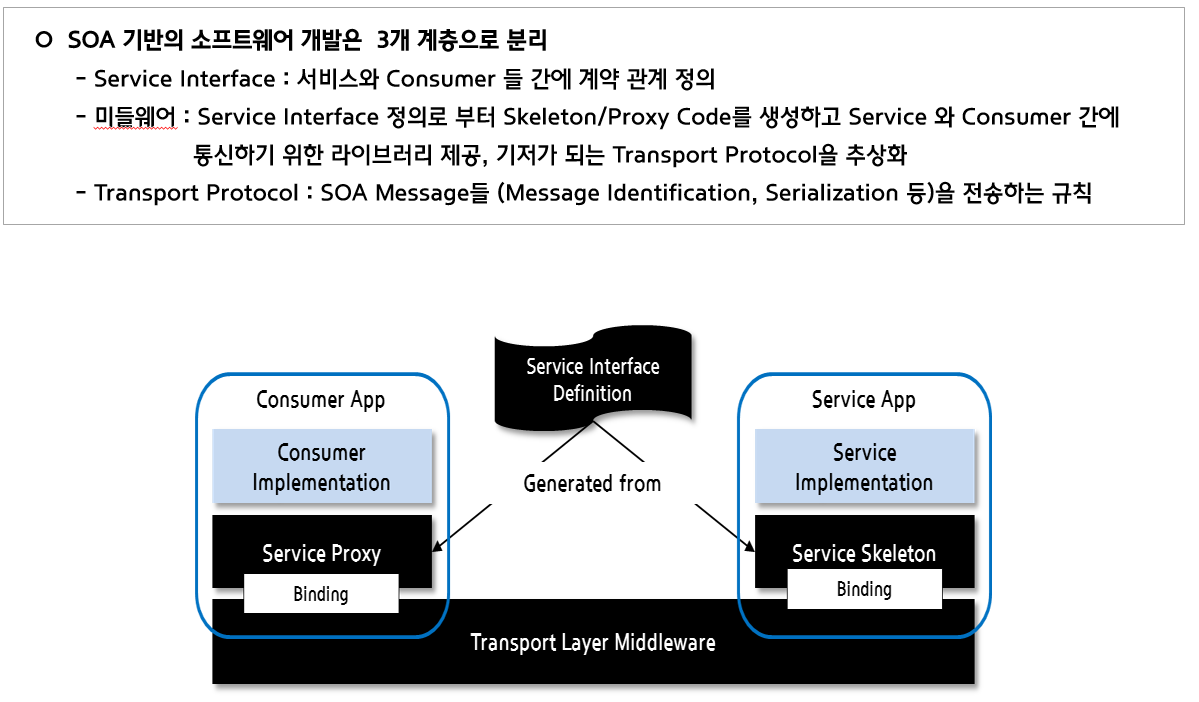 O SOA 기반의 소프트웨어 개발은 3개 계층으로 분리
- Service Interface : 서비스와 Consumer 들 간에 계약 관계 정의
- 미들웨어 : Service Interface 정의로 부터 Skeleton/Proxy Code를 생성하고 Service 와 Consumer 간에
통신하기 위한 라이브러리 제공, 기저가 되는 Transport Protocol을 추상화
- Transport Protocol : SOA Message들 (Message Identification, Serialization 등)을 전송하는 규칙
Service Interface
Definition
Consumer App
Service App
Consumer
Implementation
Service
Implementation
Generated from
Service Proxy
Service Skeleton
Binding
Binding
Transport Layer Middleware